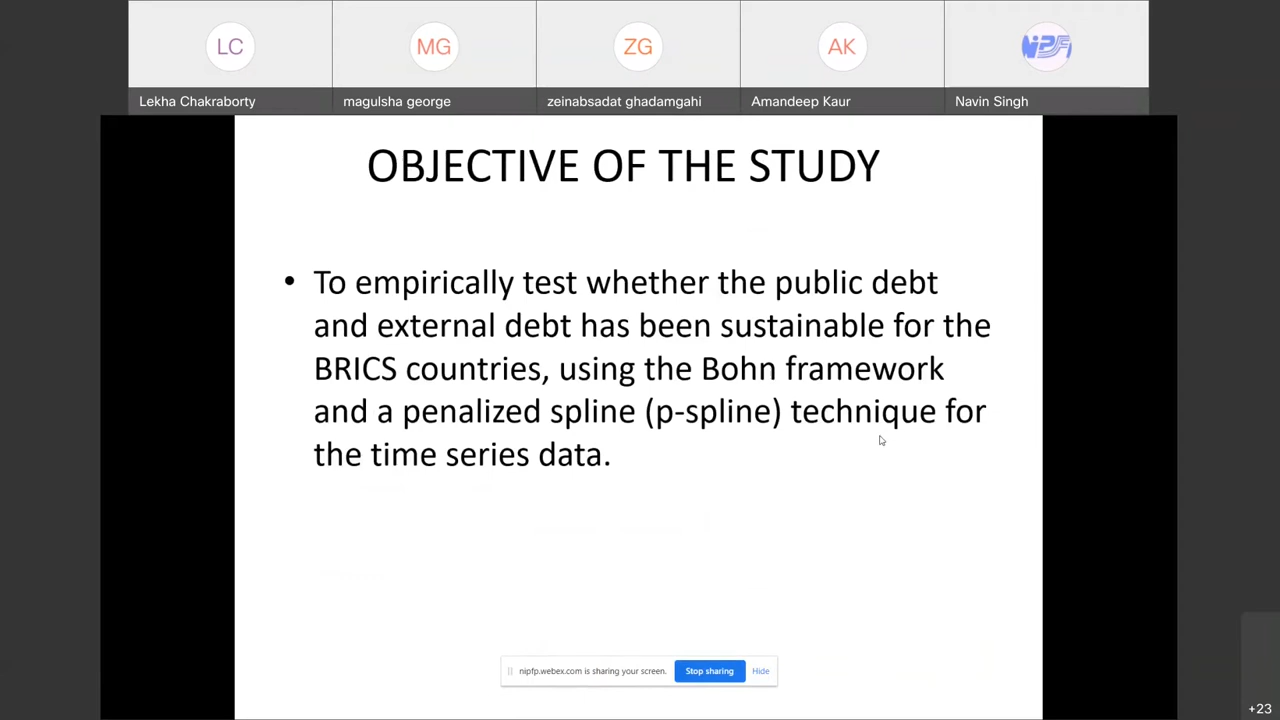 LC
MG
ZG
AK
NIPF
Lekha Chakraborty
magulsha george
zeinabsadat ghadamgahi
Amandeep Kaur
Navin Singh
OBJECTIVE OF THE STUDY
• To empirically test whether the public debt
and external debt has been sustainable for the
BRICS countries, using the Bohn framework
and a penalized spline (p-spline) technique for
the time series data.
nipfp.webex.com is sharing your screen.
Stop sharing
Hide
+23